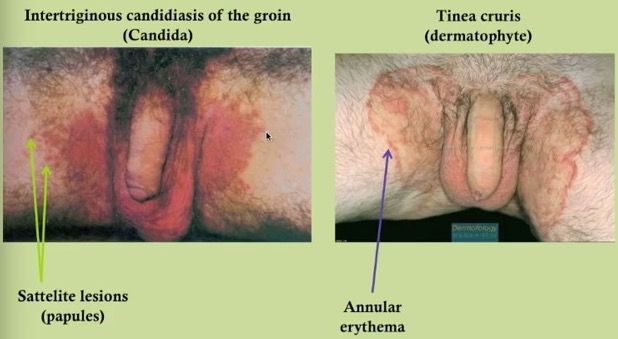 Intertriginous candidiasis of the groin
(Candida)
Tinea cruris
(dermatophyte)
Dermatology
Sattelite lesions
(papules)
Annular
erythema